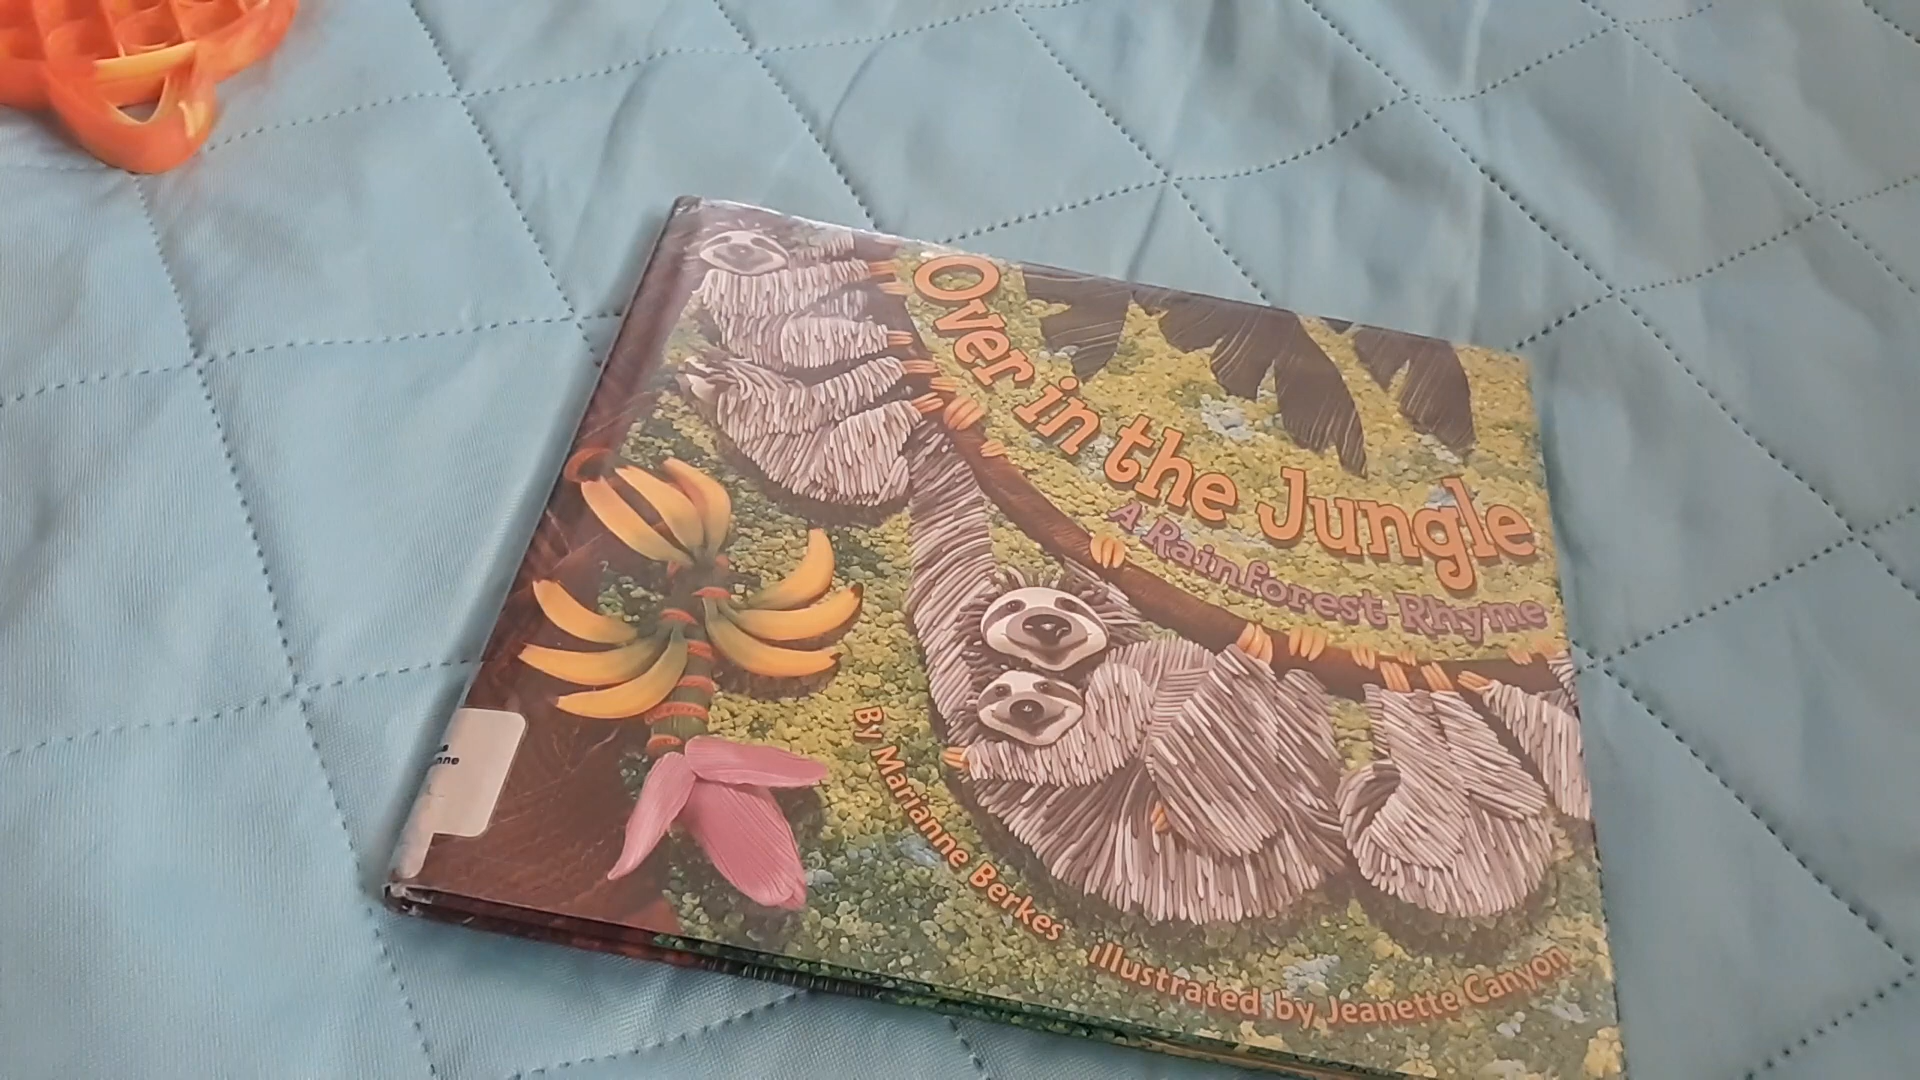 Over in the Jungle
A Rainforest Rhyme
By Marianne Berkes
illustrated by Jeanette Canyon